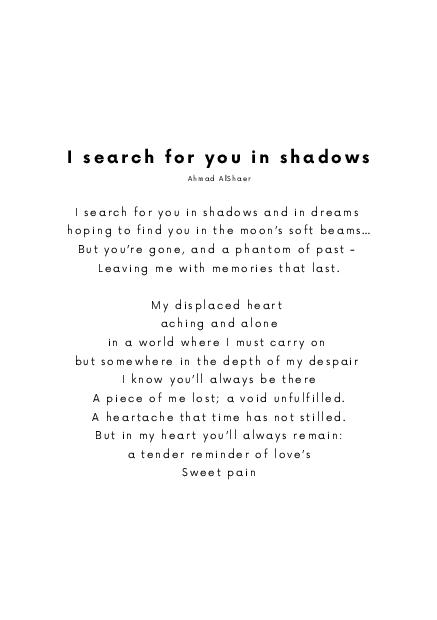 I search for you in shadows
Ahmad AlShaer
I search for you in shadows and in dreams
hoping to find you in the moon's soft beams...
But you're gone, and a phantom of past -
Leaving me with memories that last.
My displaced heart
aching and alone
in a world where I must carry on
but somewhere in the depth of my despair
I know you'll always be there
A piece of me lost; a void unfulfilled.
A heartache that time has not stilled.
But in my heart you'll always remain:
a tender reminder of love's
Sweet pain